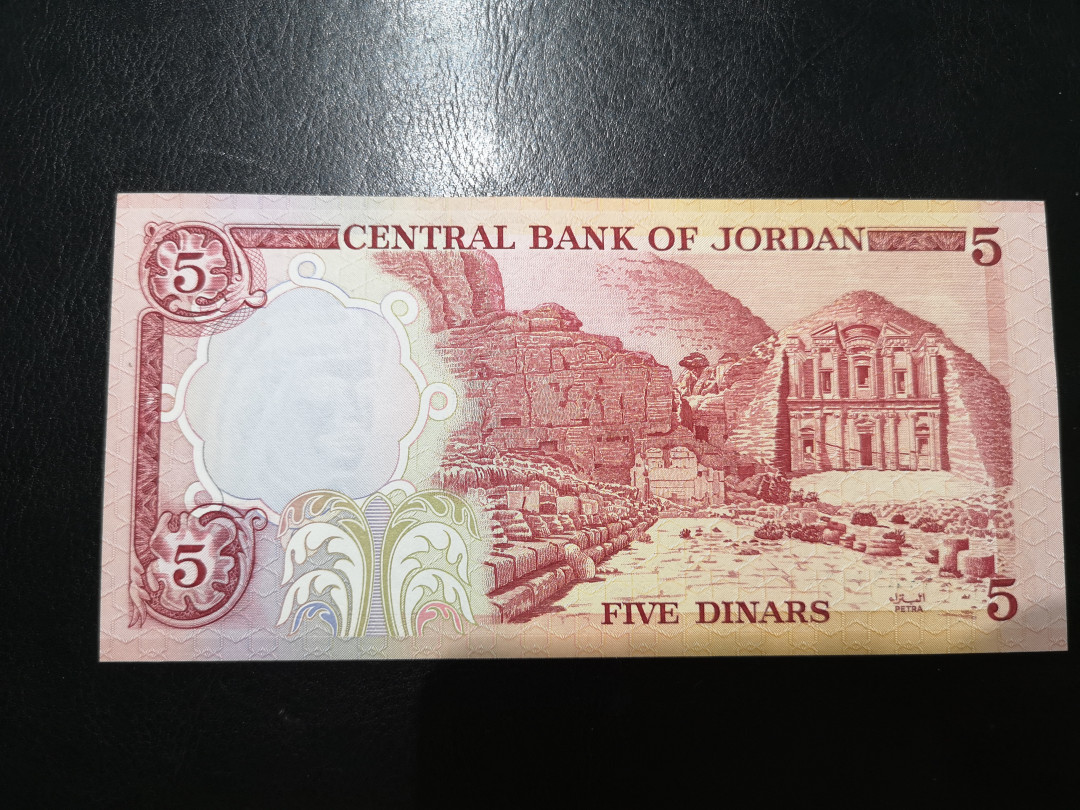 5 CENTRAL BANK OF JORDAN 5
5 FIVE DINARS 5
البتراء
PETRA